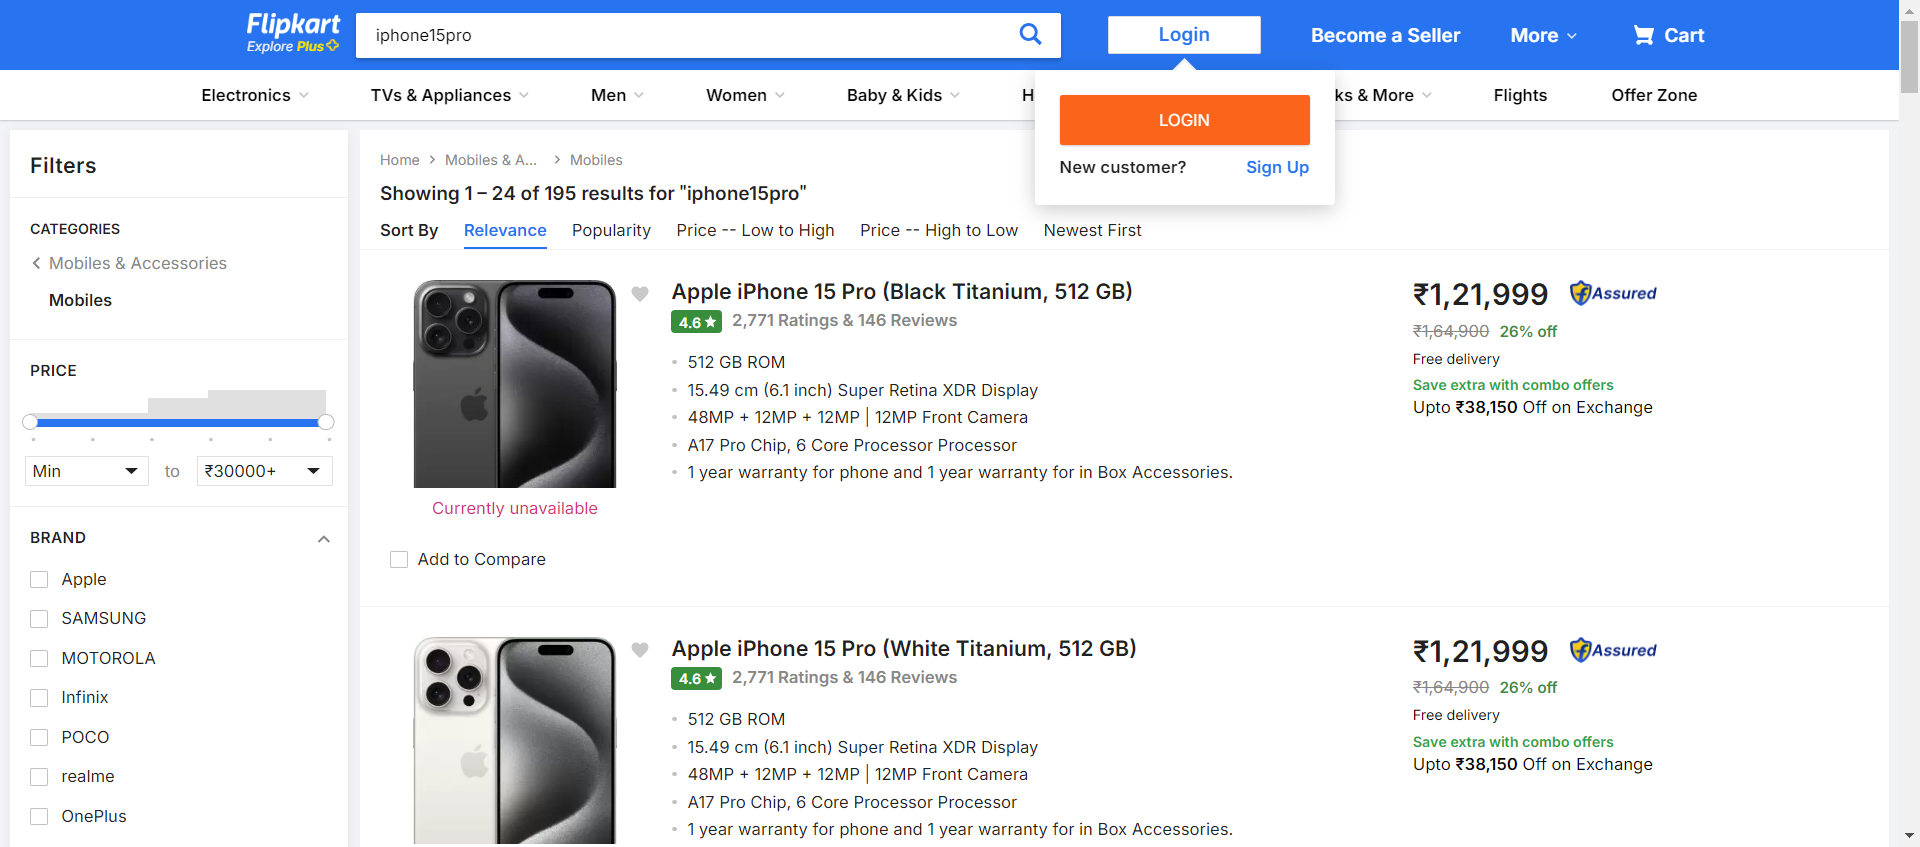 Flipkart
Explore Plus
iphone15pro
Login
Become a Seller
More
Cart
Electronics
TVs & Appliances
Men
Women
Baby & Kids
H
ks & More
Flights
Offer Zone
LOGIN
New customer?
Sign Up
Filters
CATEGORIES
Mobiles & Accessories
Mobiles
PRICE
Min
to
₹30000+
BRAND
Apple
SAMSUNG
MOTOROLA
Infinix
POCO
realme
OnePlus
Home
Mobiles & A...
Mobiles
Showing 1 – 24 of 195 results for "iphone15pro"
Sort By
Relevance
Popularity
Price -- Low to High
Price -- High to Low
Newest First
Apple iPhone 15 Pro (Black Titanium, 512 GB)
4.6★
2,771 Ratings & 146 Reviews
512 GB ROM
15.49 cm (6.1 inch) Super Retina XDR Display
48MP + 12MP + 12MP | 12MP Front Camera
A17 Pro Chip, 6 Core Processor Processor
1 year warranty for phone and 1 year warranty for in Box Accessories.
Currently unavailable
Add to Compare
₹1,21,999
Assured
₹1,64,900
26% off
Free delivery
Save extra with combo offers
Upto ₹38,150 Off on Exchange
Apple iPhone 15 Pro (White Titanium, 512 GB)
4.6★
2,771 Ratings & 146 Reviews
512 GB ROM
15.49 cm (6.1 inch) Super Retina XDR Display
48MP + 12MP + 12MP | 12MP Front Camera
A17 Pro Chip, 6 Core Processor Processor
1 year warranty for phone and 1 year warranty for in Box Accessories.
₹1,21,999
Assured
₹1,64,900
26% off
Free delivery
Save extra with combo offers
Upto ₹38,150 Off on Exchange